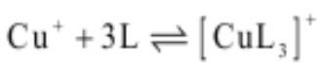 Cu⁺ + 3L ⇌ [CuL₃]⁺